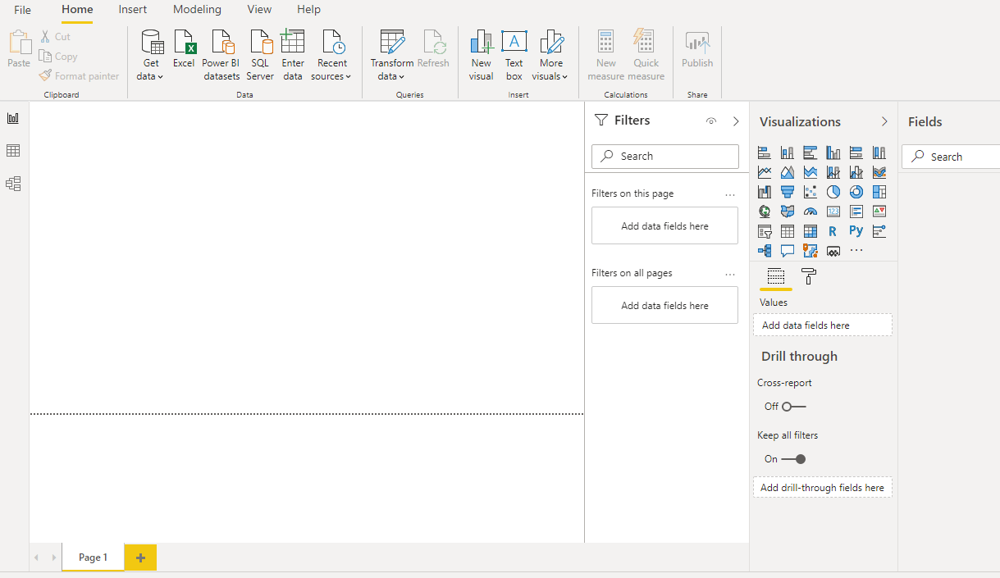 File Home Insert Modeling View Help
Paste
Cut
Copy
Format painter
Clipboard
Get data
Excel
Power BI datasets
SQL Server
Enter data
Recent sources
Data
Transform data
Refresh
Queries
New visual
Text box
More visuals
Insert
New measure
Quick measure
Calculations
Publish
Share
Filters
Search
Filters on this page ...
Add data fields here
Filters on all pages ...
Add data fields here
Visualizations
123
R Py
...
Values
Add data fields here
Drill through
Cross-report
Off
Keep all filters
On
Add drill-through fields here
Fields
Search
Page 1 +